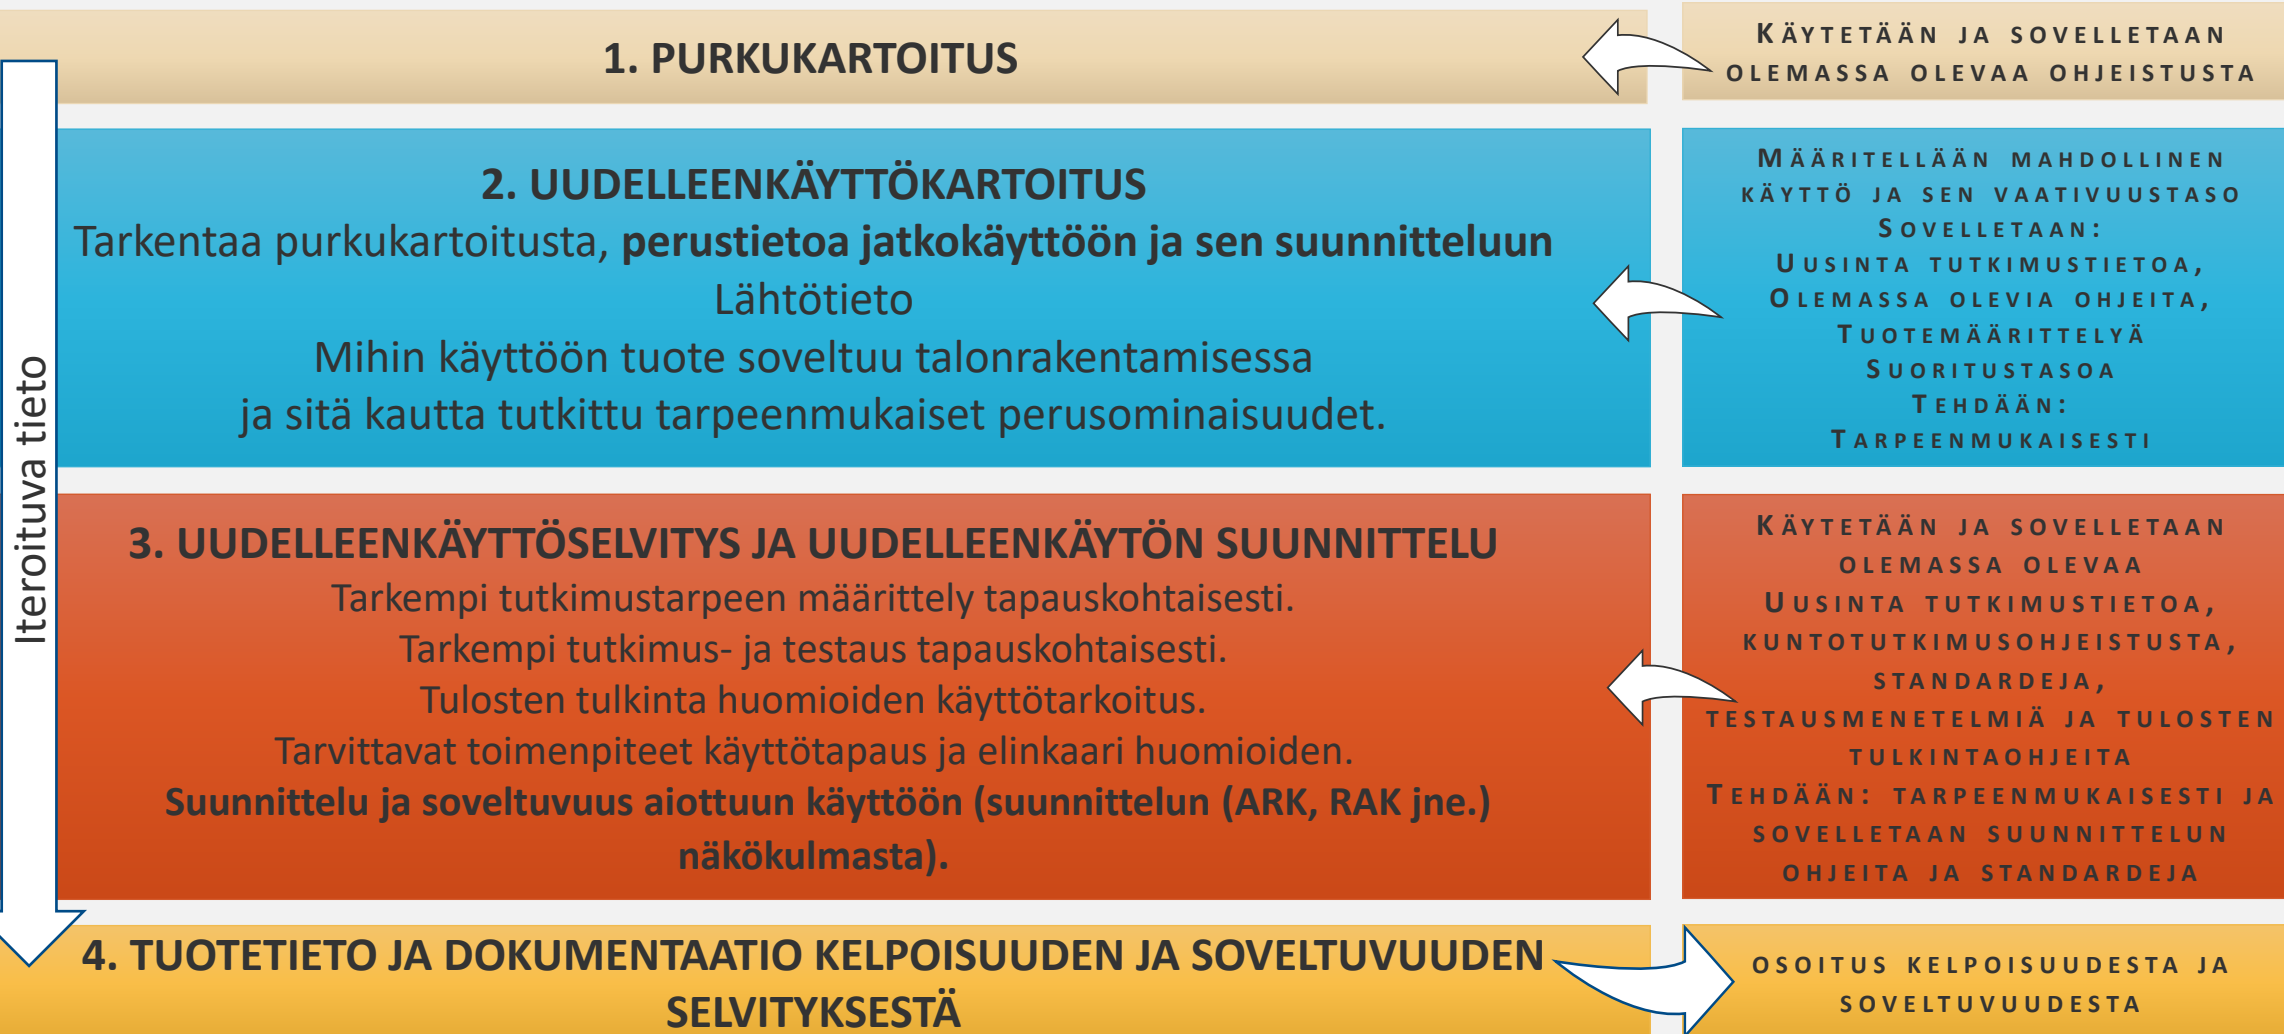 1. PURKUKARTOITUS
KÄYTETÄÄN JA SOVELLETAAN
OLEMASSA OLEVAA OHJEISTUSTA
Iteroituva tieto
2. UUDELLEENKÄYTTÖKARTOITUS
Tarkentaa purkukartoitusta, perustietoa jatkokäyttöön ja sen suunnitteluun
Lähtötieto
Mihin käyttöön tuote soveltuu talonrakentamisessa
ja sitä kautta tutkittu tarpeenmukaiset perusominaisuudet.
MÄÄRITELLÄÄN MAHDOLLINEN
KÄYTTÖ JA SEN VAATIVUUSTASO
SOVELLETAAN:
UUSINTA TUTKIMUSTIETOA,
OLEMASSA OLEVIA OHJEITA,
TUOTEMÄÄRITTELYÄ
SUORITUSTASOA
TEHDÄÄN:
TARPEENMUKAISESTI
3. UUDELLEENKÄYTTÖSELVITYS JA UUDELLEENKÄYTÖN SUUNNITTELU
Tarkempi tutkimustarpeen määrittely tapauskohtaisesti.
Tarkempi tutkimus- ja testaus tapauskohtaisesti.
Tulosten tulkinta huomioiden käyttötarkoitus.
Tarvittavat toimenpiteet käyttötapaus ja elinkaari huomioiden.
Suunnittelu ja soveltuvuus aiottuun käyttöön (suunnittelun (ARK, RAK jne.)
näkökulmasta).
KÄYTETÄÄN JA SOVELLETAAN
OLEMASSA OLEVAA
UUSINTA TUTKIMUSTIETOA,
KUNTOTUTKIMUSOHJEISTUSTA,
STANDARDEJA,
TESTAUSMENETELMIÄ JA TULOSTEN
TULKINTAOHJEITA
TEHDÄÄN: TARPEENMUKAISESTI JA
SOVELLETAAN SUUNNITTELUN
OHJEITA JA STANDARDEJA
4. TUOTETIETO JA DOKUMENTAATIO KELPOISUUDEN JA SOVELTUVUUDEN
SELVITYKSESTÄ
OSOITUS KELPOISUUDESTA JA
SOVELTUVUUDESTA